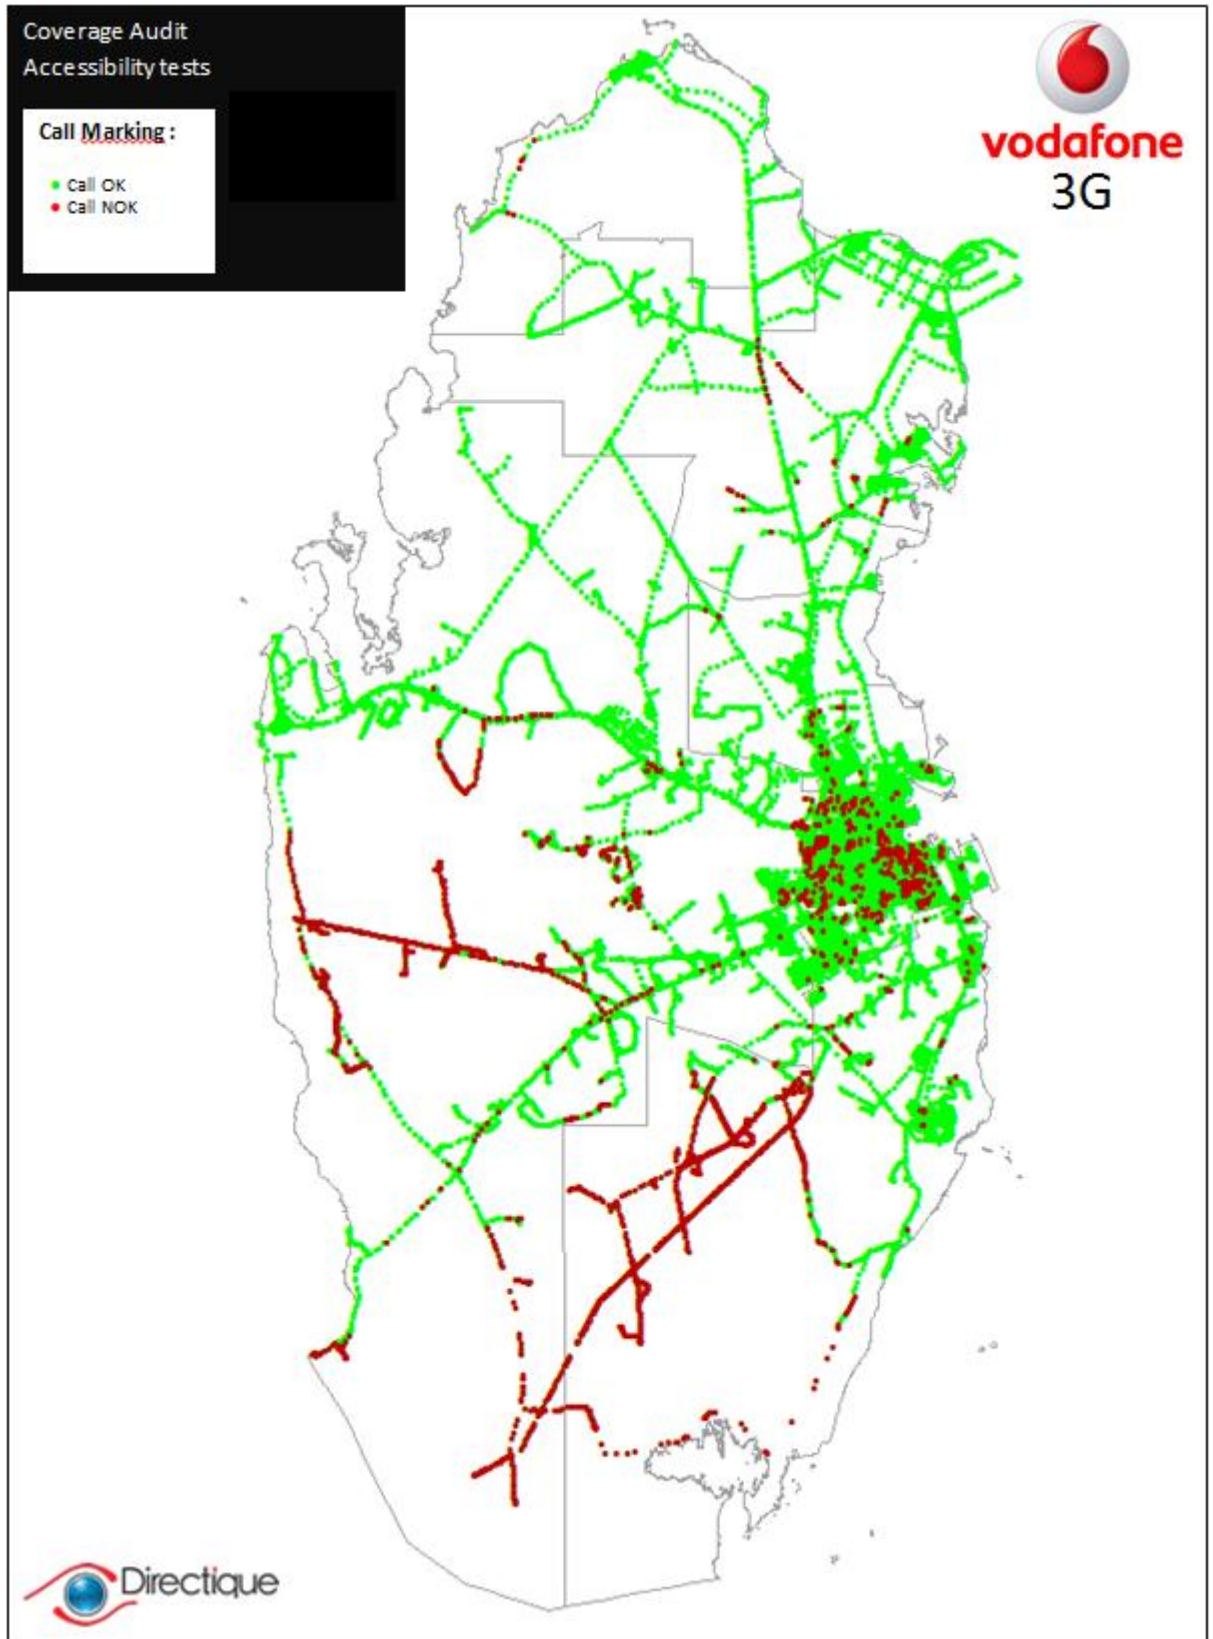 Coverage Audit
Accessibility tests
Call Marking :
Call OK
Call NOK
vodafone
3G
Directique